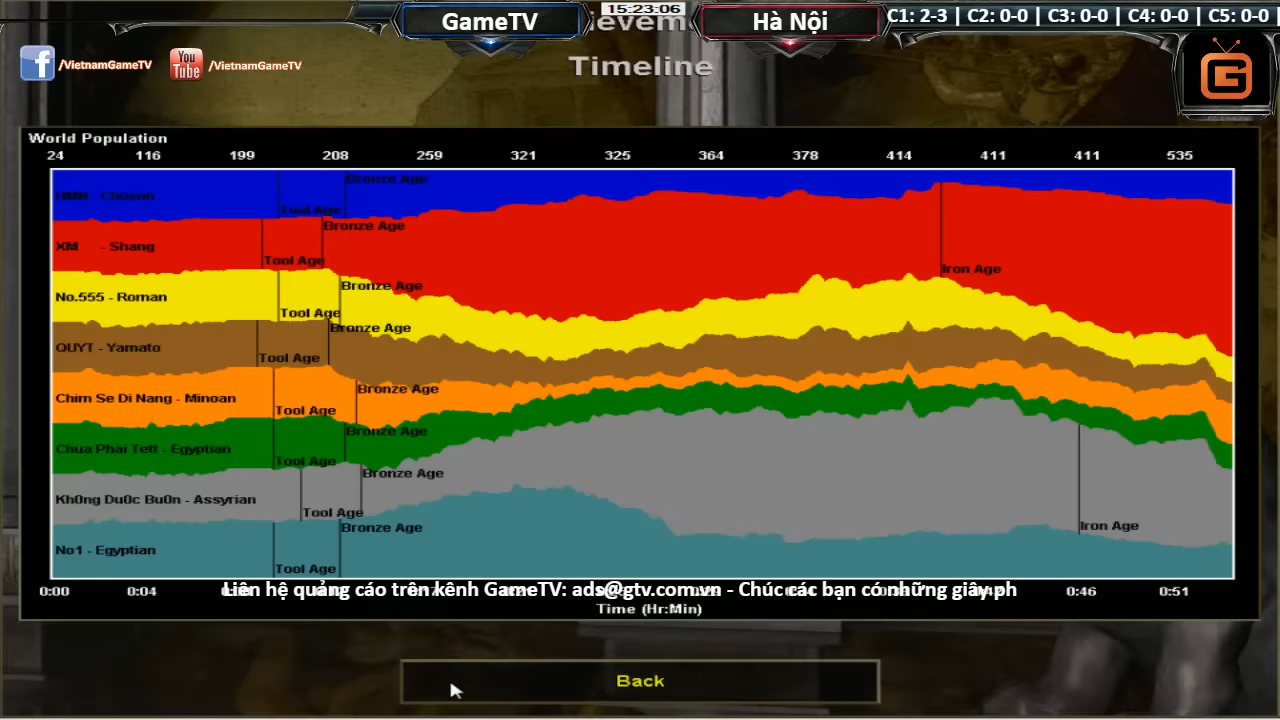 15:23:06
GameTV
Hà Nội
C1: 2-3 | C2: 0-0 | C3: 0-0 | C4: 0-0 | C5: 0-0 |
/VietnamGameTV
You Tube
/VietnamGameTV
Timeline
World Population
24 116 199 208 259 321 325 364 378 414 411 411 535
Bronze Age
Choson
Tool Age
Bronze Age
XM - Shang
Tool Age
Iron Age
Bronze Age
No.555 - Roman
Tool Age
Bronze Age
QUYT - Yamato
Tool Age
Bronze Age
Chim Se Di Nang - Minoan
Tool Age
Bronze Age
Chua Phai Tett - Egyptian
Tool Age
Bronze Age
Kh0ng Du0c Bu0n - Assyrian
Tool Age
Iron Age
Bronze Age
No1 - Egyptian
Tool Age
0:00 0:04 0:46 0:51
Liên hệ quảng cáo trên kênh GameTV: ads@gtv.com.vn - Chúc các bạn có những giây ph
Time (Hr:Min)
Back